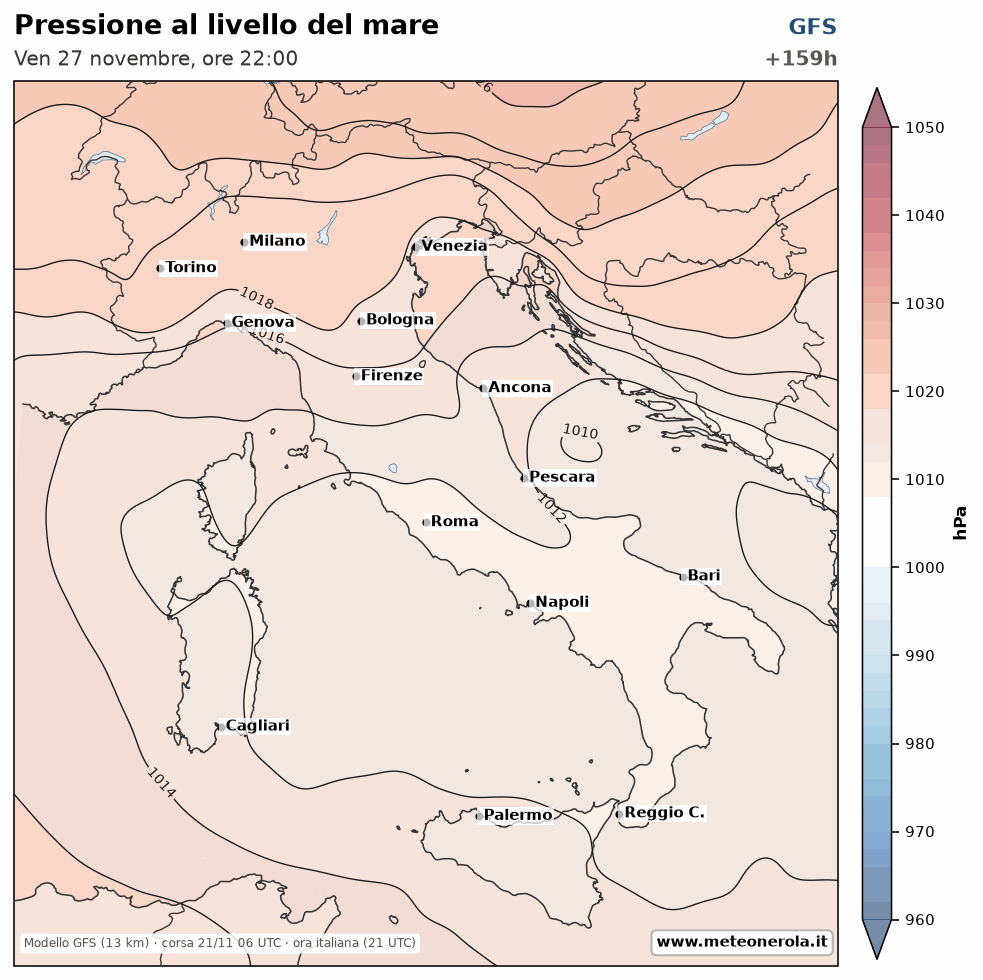 Pressione al livello del mare
GFS
Ven 27 novembre, ore 22:00
+159h
6
1050
1040
1030
1020
1010
1000
990
980
970
960
hPa
Milano
Venezia
Torino
1018
Genova
1016
Bologna
Firenze
Ancona
1010
Pescara
1012
Roma
Bari
Napoli
Cagliari
1014
Palermo
Reggio C.
Modello GFS (13 km) · corsa 21/11 06 UTC · ora italiana (21 UTC)
www.meteonerola.it